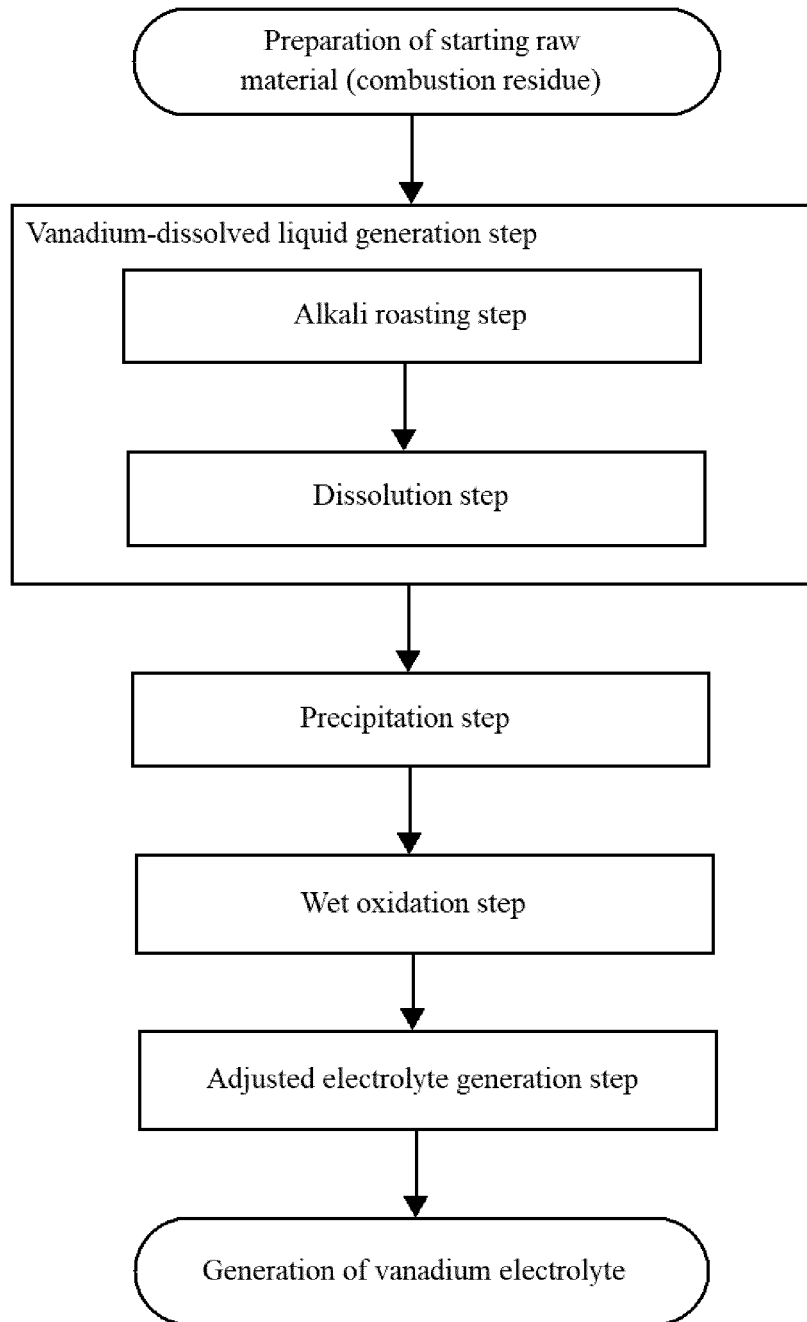 Preparation of starting raw
material (combustion residue)
Vanadium-dissolved liquid generation step
Alkali roasting step
Dissolution step
Precipitation step
Wet oxidation step
Adjusted electrolyte generation step
Generation of vanadium electrolyte